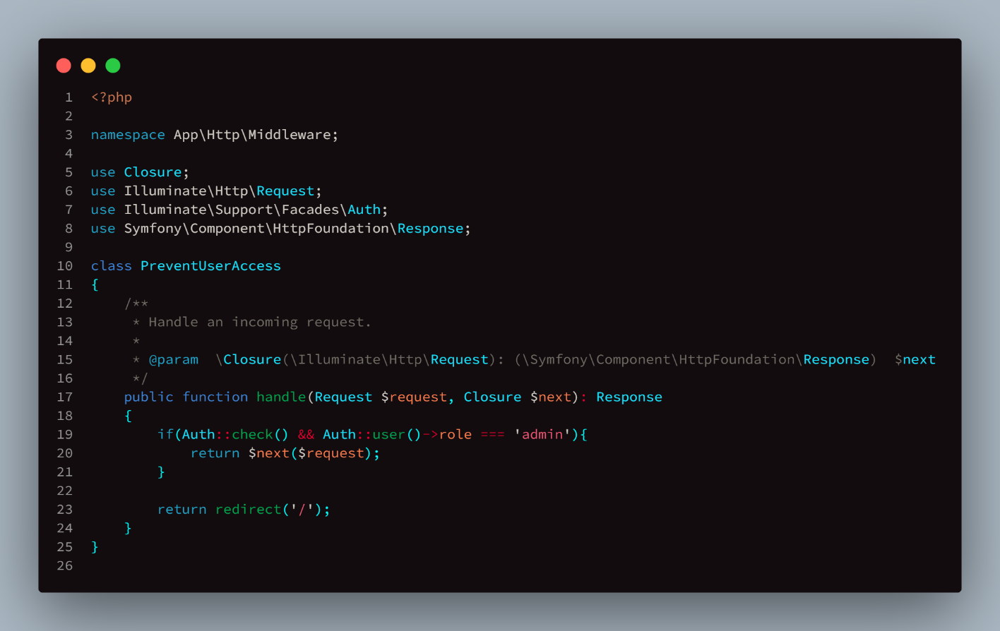 1 <?php
2
3 namespace App\Http\Middleware;
4
5 use Closure;
6 use Illuminate\Http\Request;
7 use Illuminate\Support\Facades\Auth;
8 use Symfony\Component\HttpFoundation\Response;
9
10 class PreventUserAccess
11 {
12     /**
13      * Handle an incoming request.
14      *
15      * @param  \Closure(\Illuminate\Http\Request): (\Symfony\Component\HttpFoundation\Response)  $next
16      */
17     public function handle(Request $request, Closure $next): Response
18     {
19         if(Auth::check() && Auth::user()->role === 'admin'){
20             return $next($request);
21         }
22
23         return redirect('/');
24     }
25 }
26